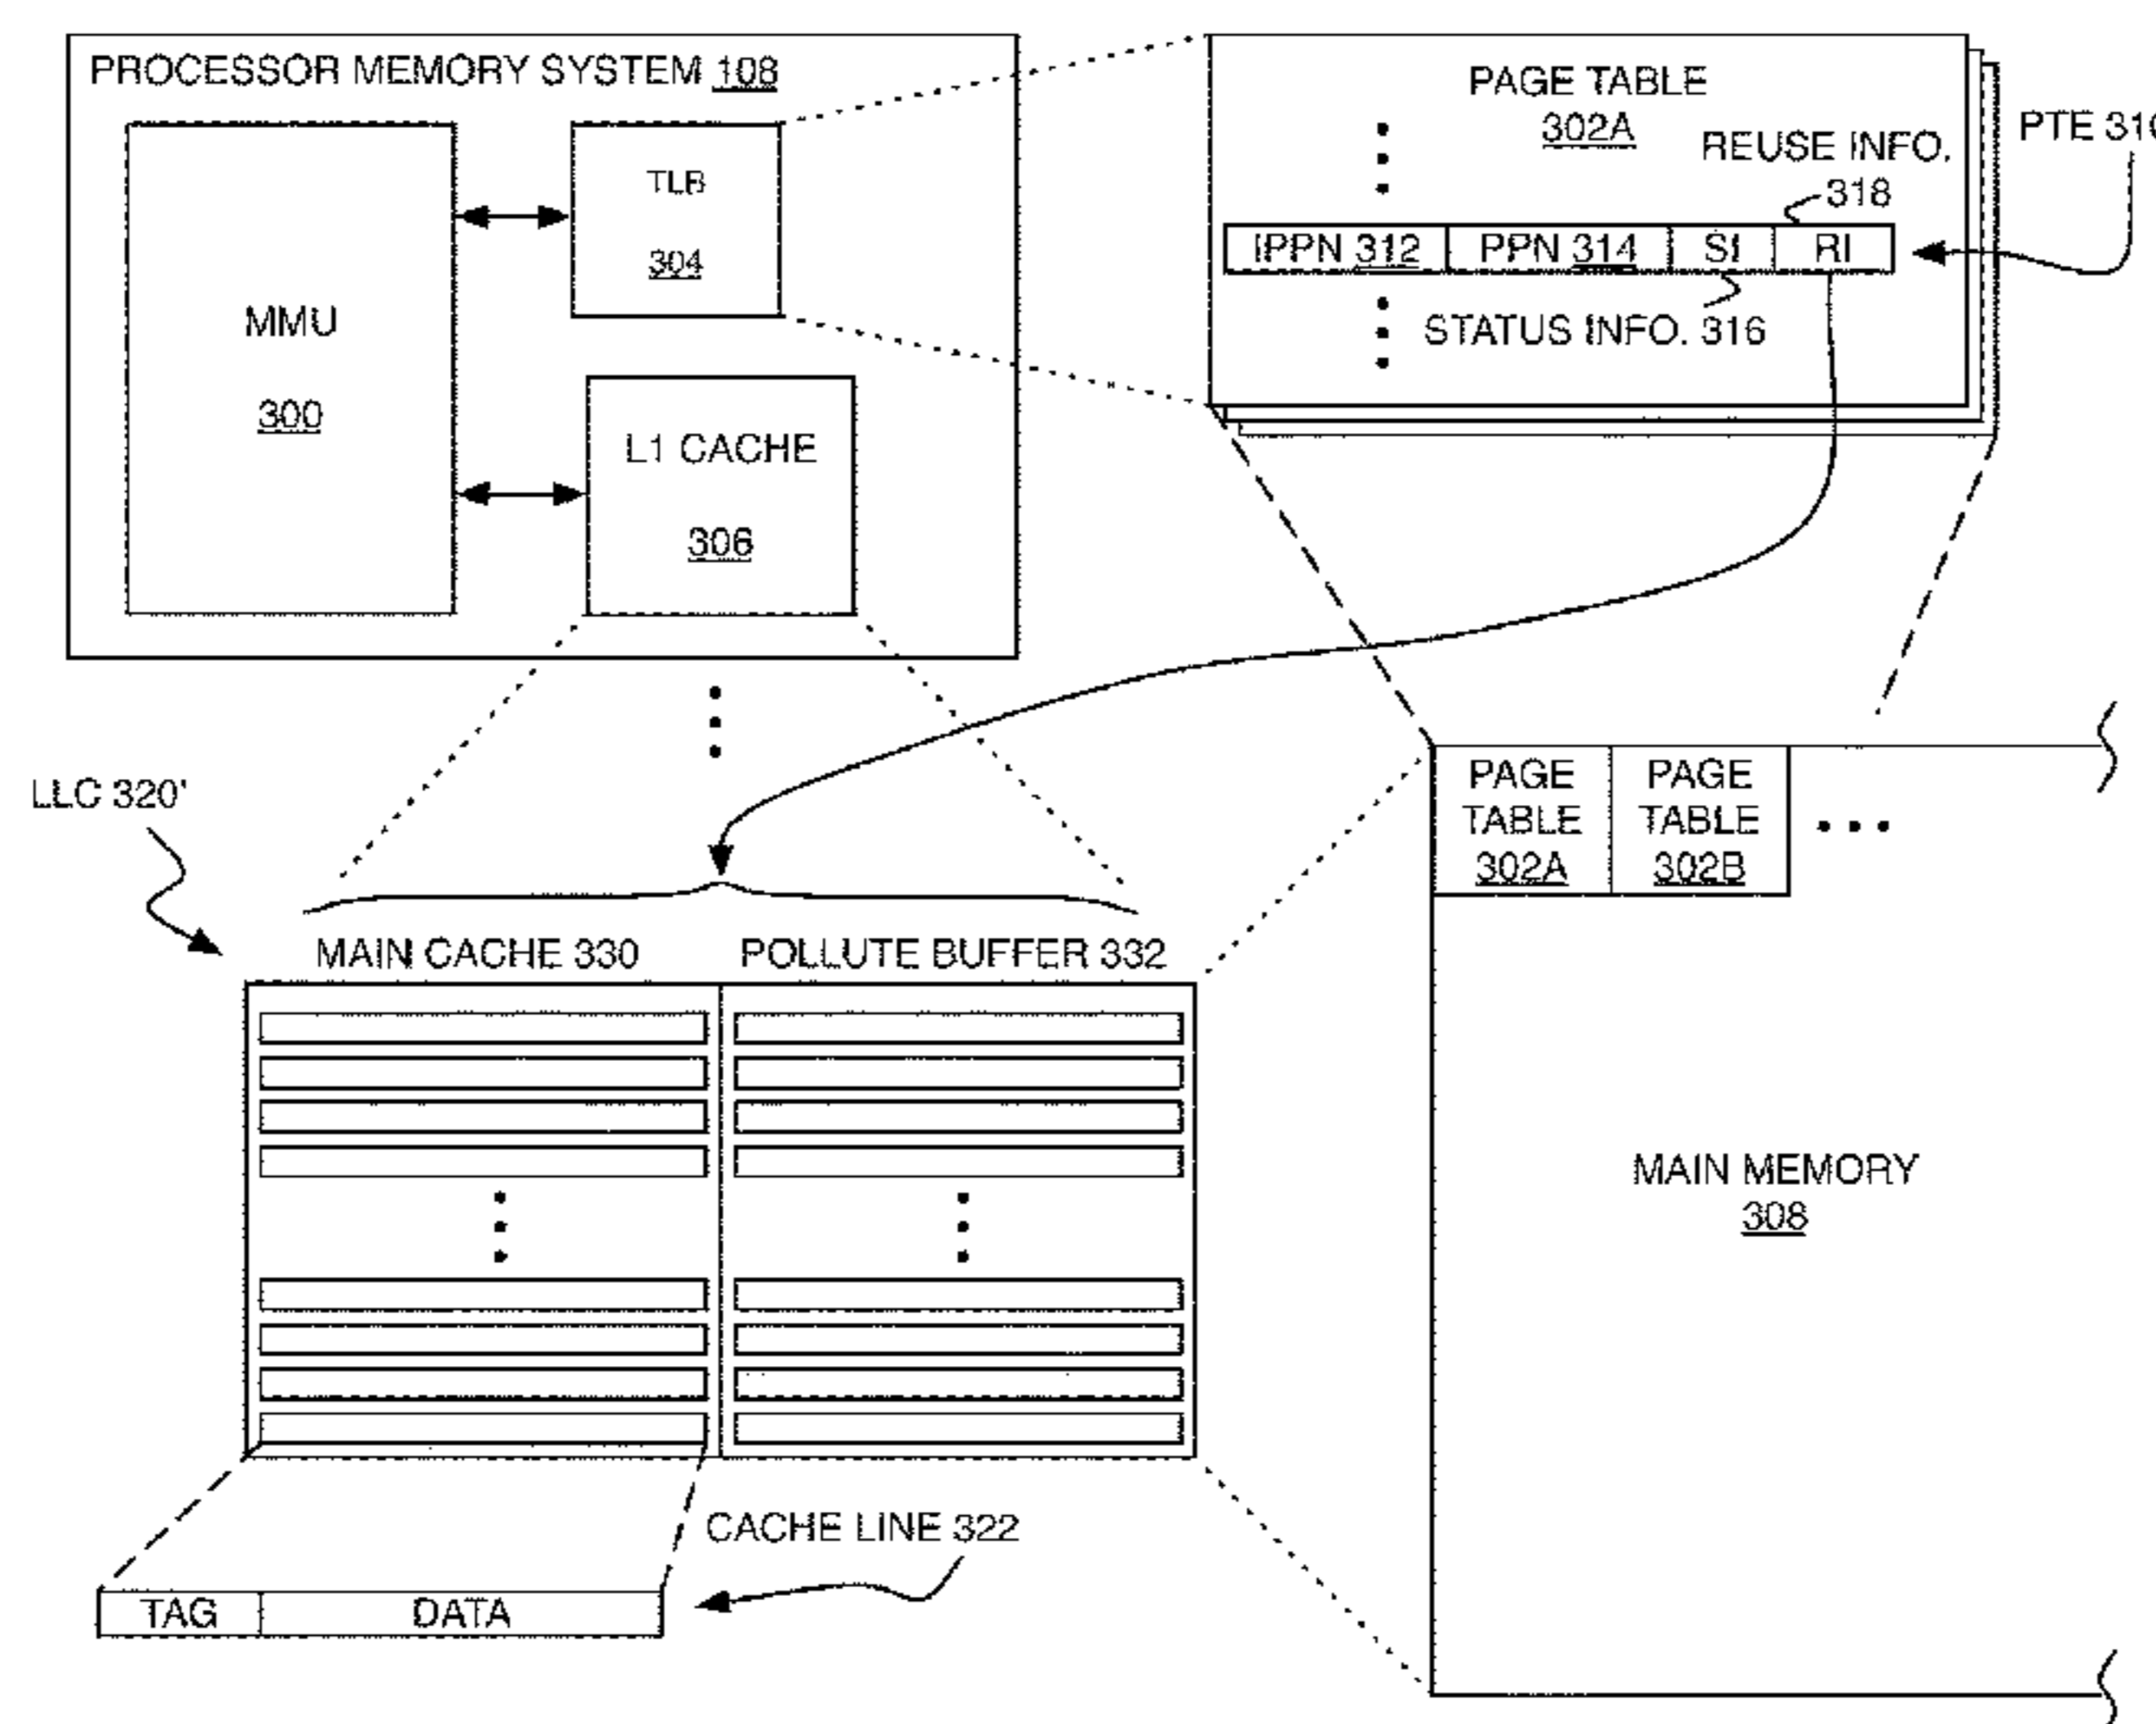 PROCESSOR MEMORY SYSTEM 108
MMU
300
TLB
304
L1 CACHE
306
PAGE TABLE
302A
REUSE INFO.
318
PTE 310
IPPN 312 PPN 314 SI RI
STATUS INFO. 316
LLC 320'
MAIN CACHE 330 POLLUTE BUFFER 332
PAGE
TABLE
302A
PAGE
TABLE
302B
MAIN MEMORY
308
CACHE LINE 322
TAG DATA